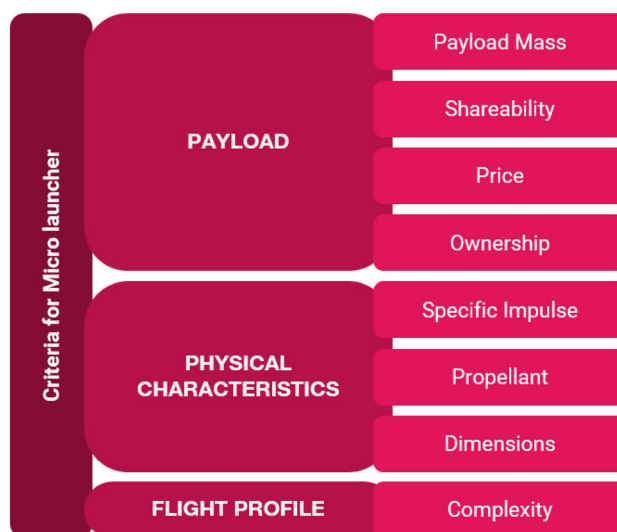 Criteria for Micro launcher
PAYLOAD
Payload Mass
Shareability
Price
Ownership
PHYSICAL
CHARACTERISTICS
Specific Impulse
Propellant
Dimensions
FLIGHT PROFILE
Complexity